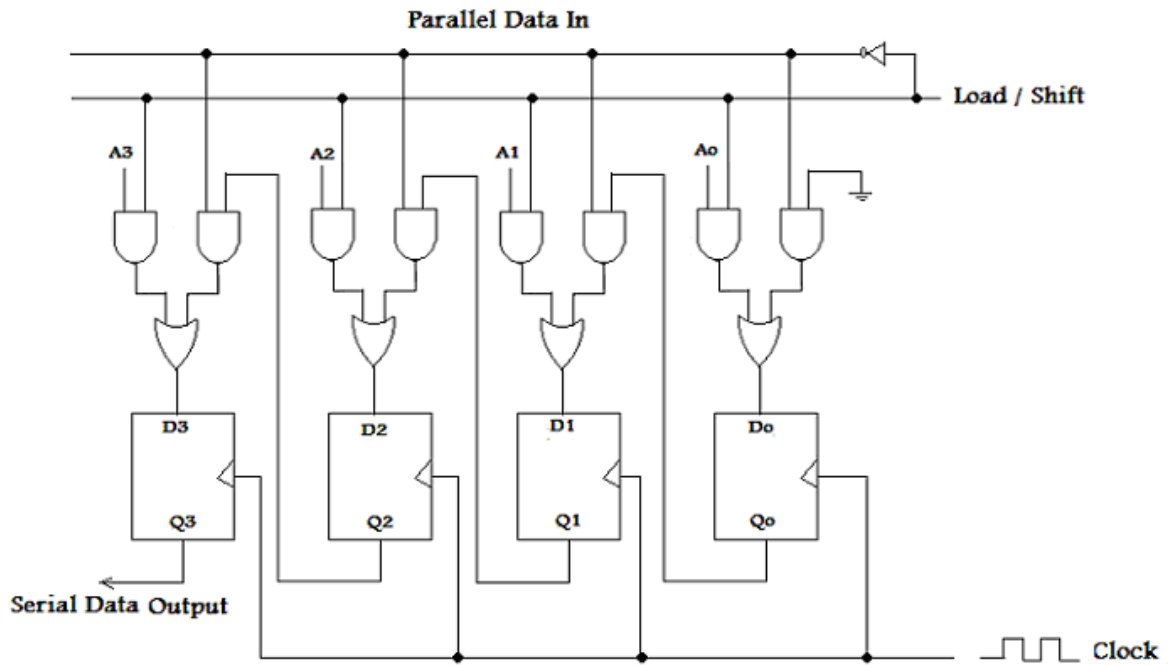 Parallel Data In
Load / Shift
A3 A2 A1 Ao
D3 D2 D1 Do
Q3 Q2 Q1 Qo
Serial Data Output
Clock